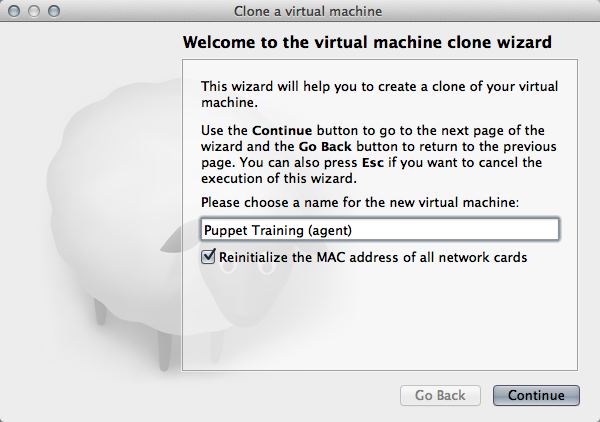 Clone a virtual machine
Welcome to the virtual machine clone wizard
This wizard will help you to create a clone of your virtual
machine.
Use the Continue button to go to the next page of the
wizard and the Go Back button to return to the previous
page. You can also press Esc if you want to cancel the
execution of this wizard.
Please choose a name for the new virtual machine:
Puppet Training (agent)
Reinitialize the MAC address of all network cards
Go Back
Continue